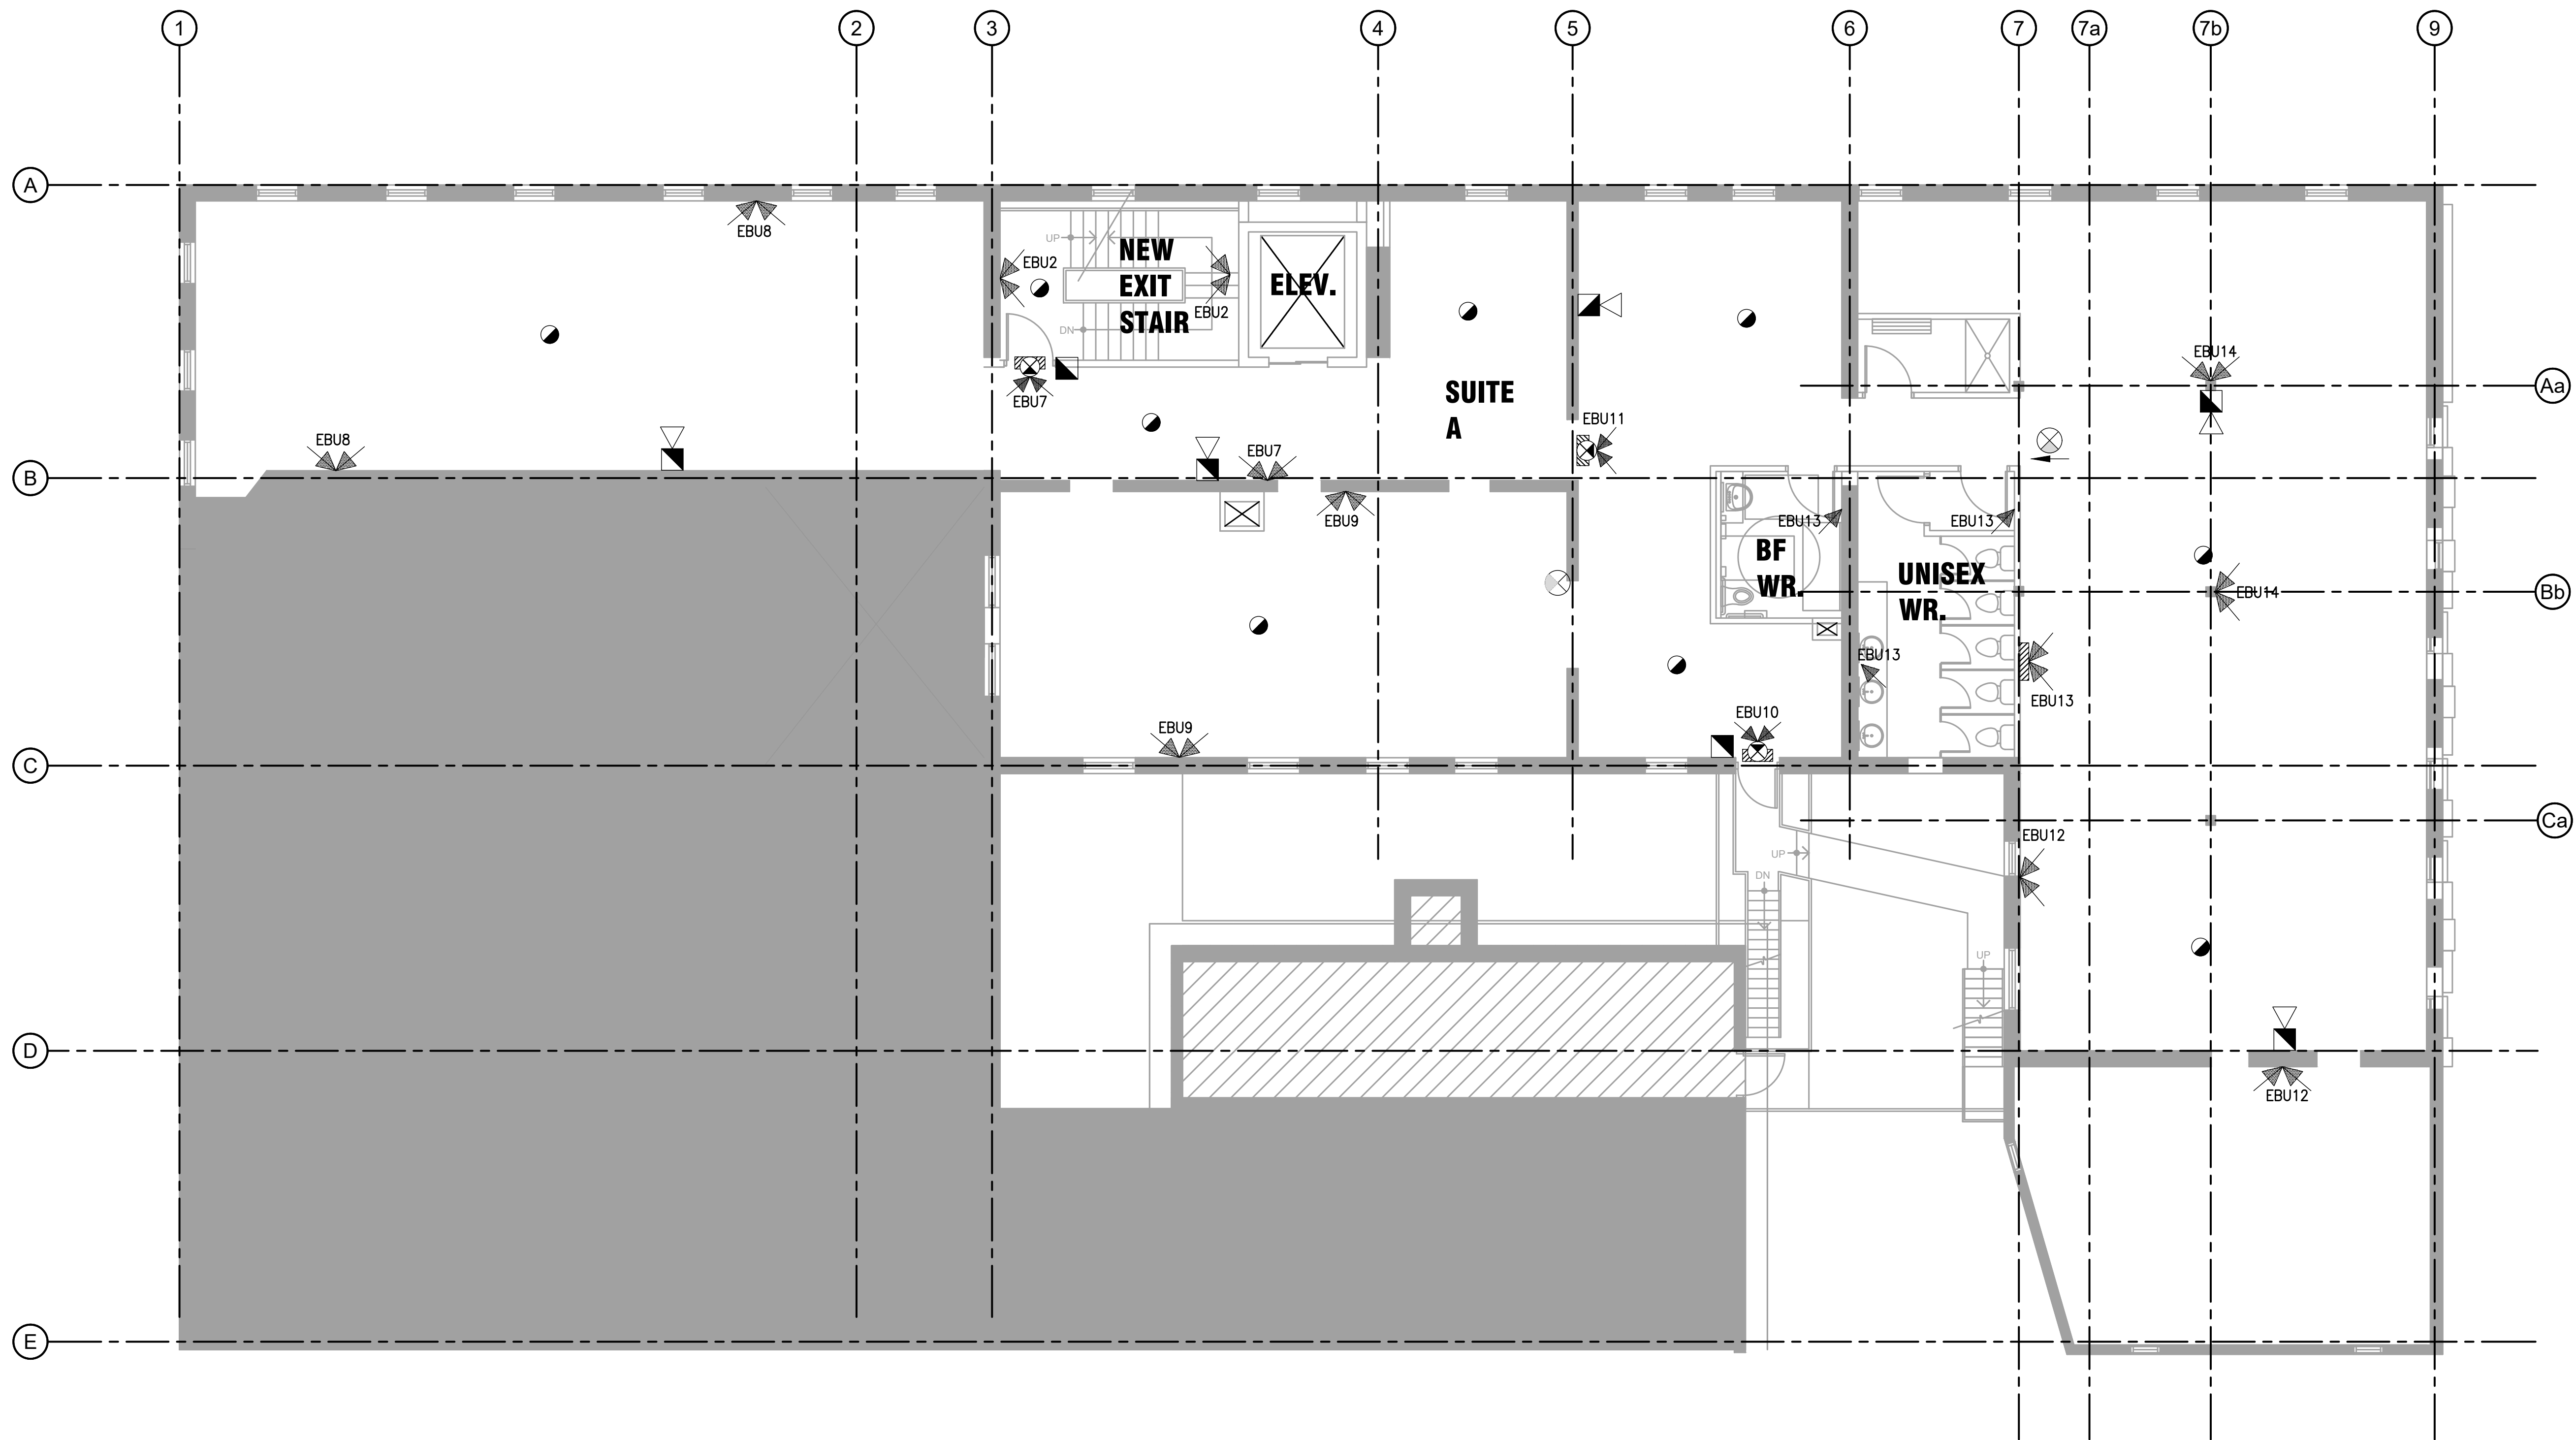 1
2
3
4
5
6
7
7a
7b
9
A
EBU8
NEW
EXIT
STAIR
UP
EBU2
EBU2
DN
ELEV.
EBU14
Aa
SUITE
A
EBU7
EBU11
EBU8
EBU7
B
EBU9
EBU13
EBU13
BF
WR.
UNISEX
WR.
EBU14
Bb
EBU13
EBU13
EBU9
EBU10
C
Ca
EBU12
UP
DN
UP
D
EBU12
E